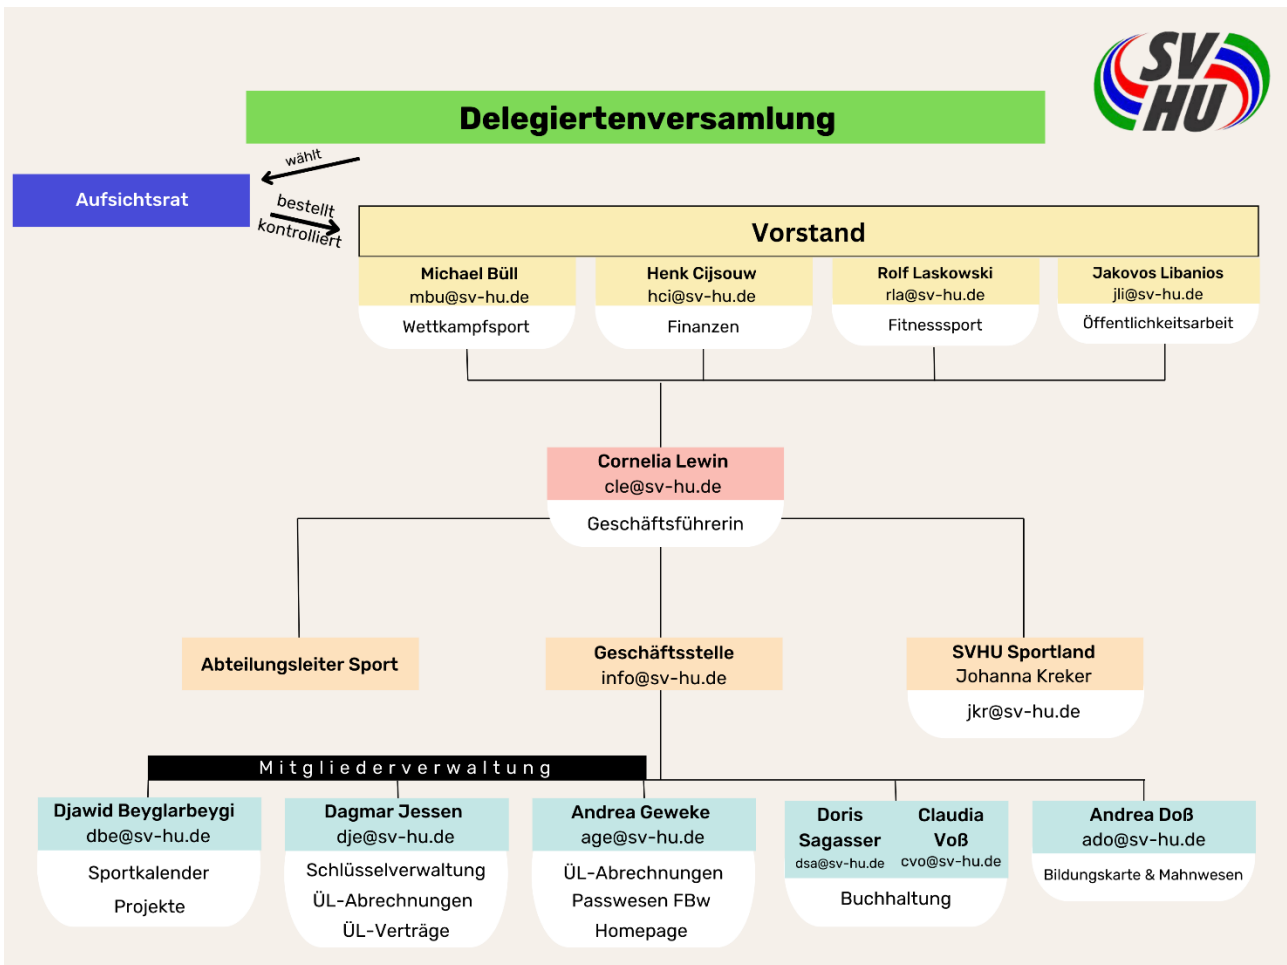 SV
HU
Delegiertenversamlung
wählt
Aufsichtsrat
bestellt
kontrolliert
Vorstand
Michael Büll
mbu@sv-hu.de
Wettkampfsport
Henk Cijsouw
hci@sv-hu.de
Finanzen
Rolf Laskowski
rla@sv-hu.de
Fitnesssport
Jakovos Libanios
jli@sv-hu.de
Öffentlichkeitsarbeit
Cornelia Lewin
cle@sv-hu.de
Geschäftsführerin
Abteilungsleiter Sport
Geschäftsstelle
info@sv-hu.de
SVHU Sportland
Johanna Kreker
jkr@sv-hu.de
Mitgliederverwaltung
Djawid Beyglarbeygi
dbe@sv-hu.de
Sportkalender
Projekte
Dagmar Jessen
dje@sv-hu.de
Schlüsselverwaltung
ÜL-Abrechnungen
ÜL-Verträge
Andrea Geweke
age@sv-hu.de
ÜL-Abrechnungen
Passwesen FBw
Homepage
Doris
Sagasser
dsa@sv-hu.de
Claudia
Voß
cvo@sv-hu.de
Buchhaltung
Andrea Doß
ado@sv-hu.de
Bildungskarte & Mahnwesen